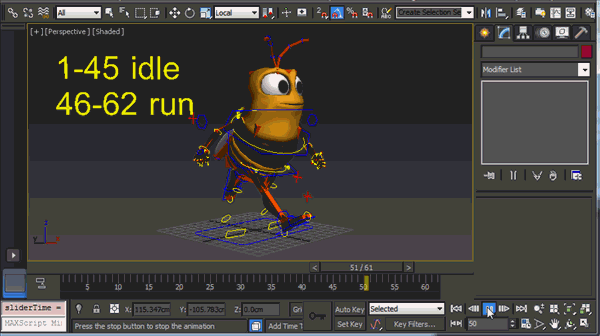 All
View
Local
Create Selection Se
[+] [Perspective] [Shaded]
1-45 idle
46-62 run
Modifier List
51 / 61
5 10 15 20 25 30 35 40 45 50 55 60
sliderTime =
MAXScript Mi
X: 115.347cm Y: -105.783cm Z: 0.0cm Gri
Press the stop button to stop the animation
Add Time T
Auto Key Selected
Set Key Key Filters...
50